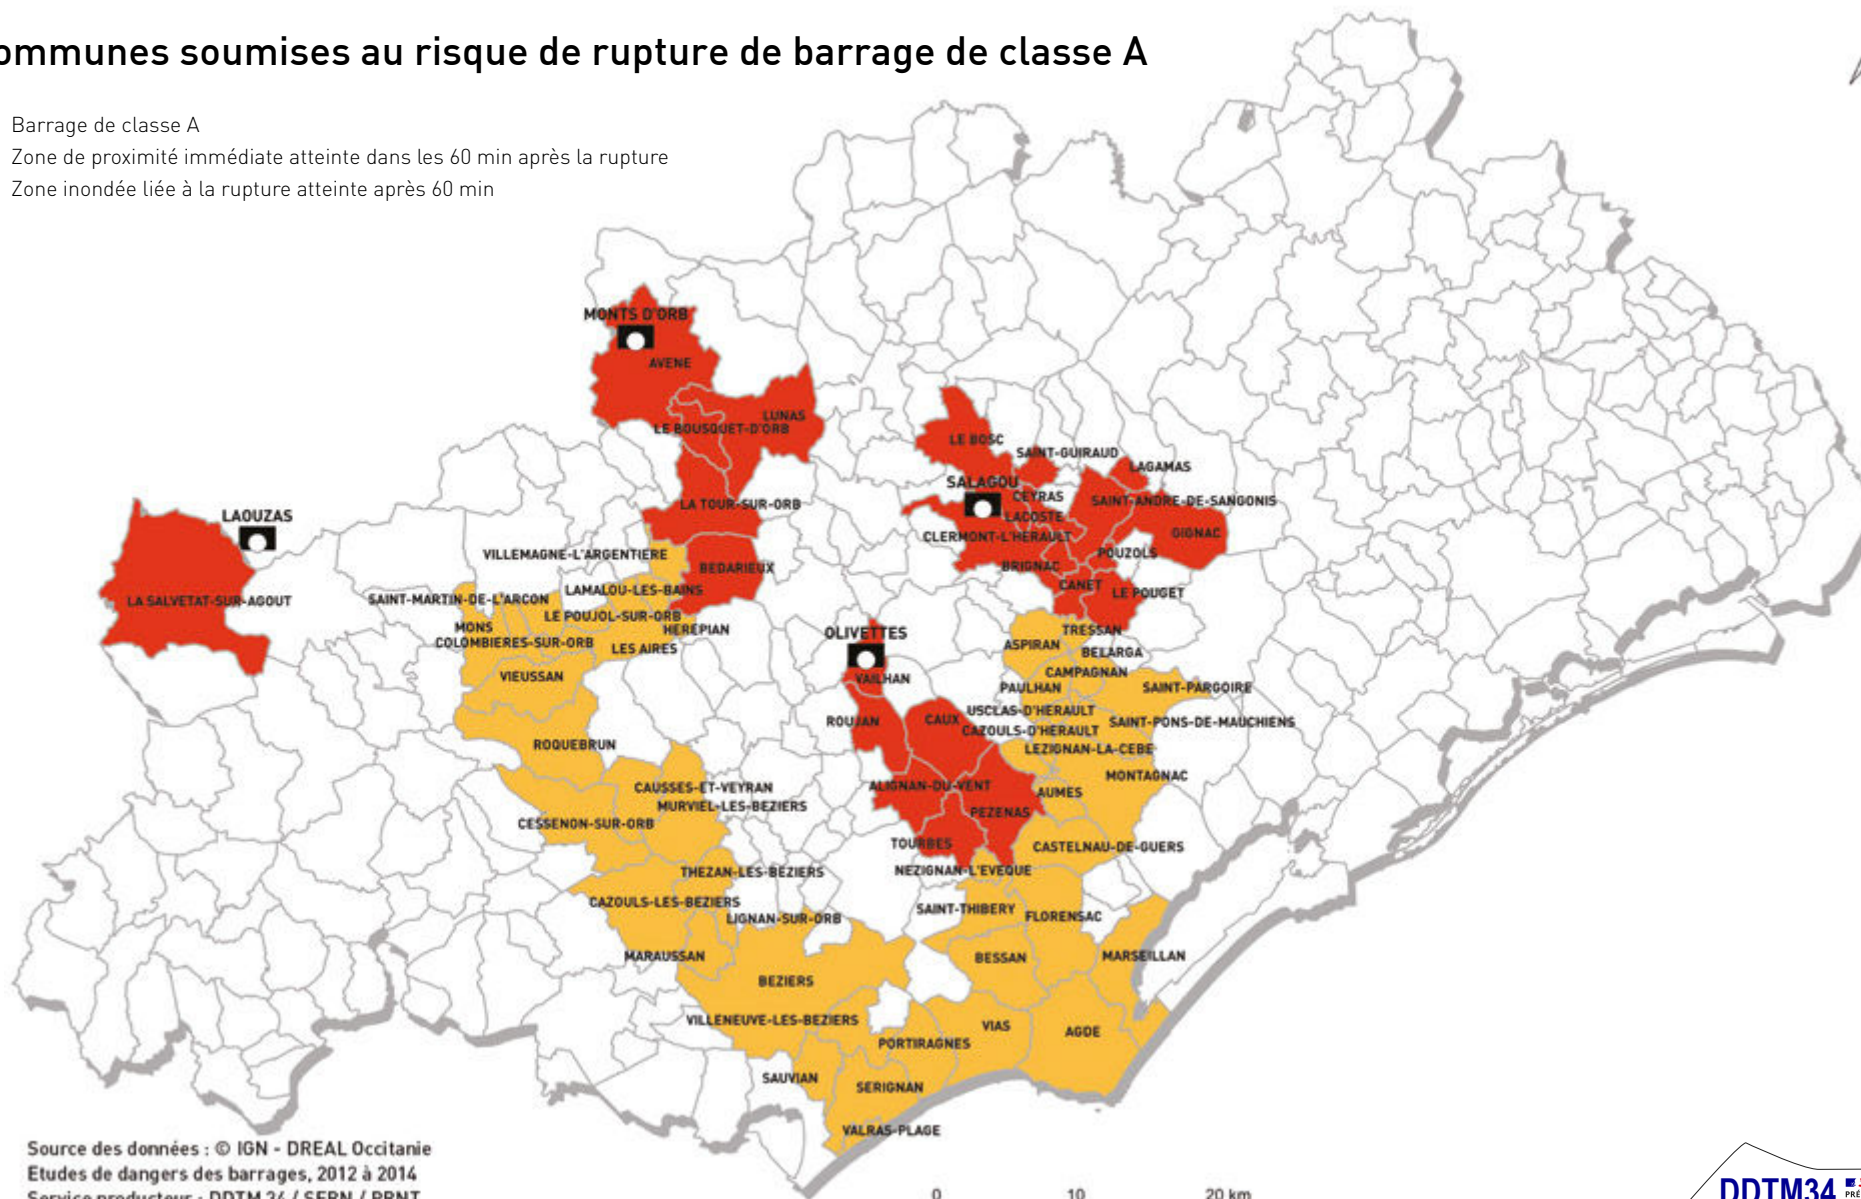 ommunes soumises au risque de rupture de barrage de classe A
Barrage de classe A
Zone de proximité immédiate atteinte dans les 60 min après la rupture
Zone inondée liée à la rupture atteinte après 60 min
MONTS D'ORB
AVENE
LUNAS
LE BOUSQUET-D'ORB
LE BOSC
SAINT-GUIRAUD
LAGAMAS
SALAGOU
CEYRAS
SAINT-ANDRE-DE-SANGONIS
LA TOUR-SUR-ORB
LAOUZAS
LACOSTE
CLERMONT-L'HERAULT
GIGNAC
VILLEMAGNE-L'ARGENTIERE
POUZOLS
BEDARIEUX
BRIGNAC
CANET
LE POUGET
LAMALOU-LES-BAINS
LA SALVETAT-SUR-AGOUT
SAINT-MARTIN-DE-L'ARCON
LE POUJOL-SUR-ORB
MONS
HEREPIAN
OLIVETTES
TRESSAN
COLOMBIERES-SUR-ORB
LES AIRES
ASPIRAN
BELARGA
VIEUSSAN
VAILHAN
CAMPAGNAN
PAULHAN
SAINT-PARGOIRE
USCLAS-D'HERAULT
ROUJAN
CAUX
SAINT-PONS-DE-MAUCHIENS
CAZOULS-D'HERAULT
ROQUEBRUN
LEZIGNAN-LA-CEBE
MONTAGNAC
CAUSSES-ET-VEYRAN
ALIGNAN-DU-VENT
AUMES
MURVIEL-LES-BEZIERS
PEZENAS
CESSENON-SUR-ORB
TOURBES
CASTELNAU-DE-GUERS
THEZAN-LES-BEZIERS
NEZIGNAN-L'EVEQUE
CAZOULS-LES-BEZIERS
SAINT-THIBERY
LIGNAN-SUR-ORB
FLORENSAC
MARAUSSAN
BESSAN
MARSEILLAN
BEZIERS
VILLENEUVE-LES-BEZIERS
VIAS
AGDE
PORTIRAGNES
SAUVIAN
SERIGNAN
VALRAS-PLAGE
Source des données : © IGN - DREAL Occitanie
Etudes de dangers des barrages, 2012 à 2014
Service producteur : DDTM 34 / SERN / PRNT
0 10 20 km
DDTM34